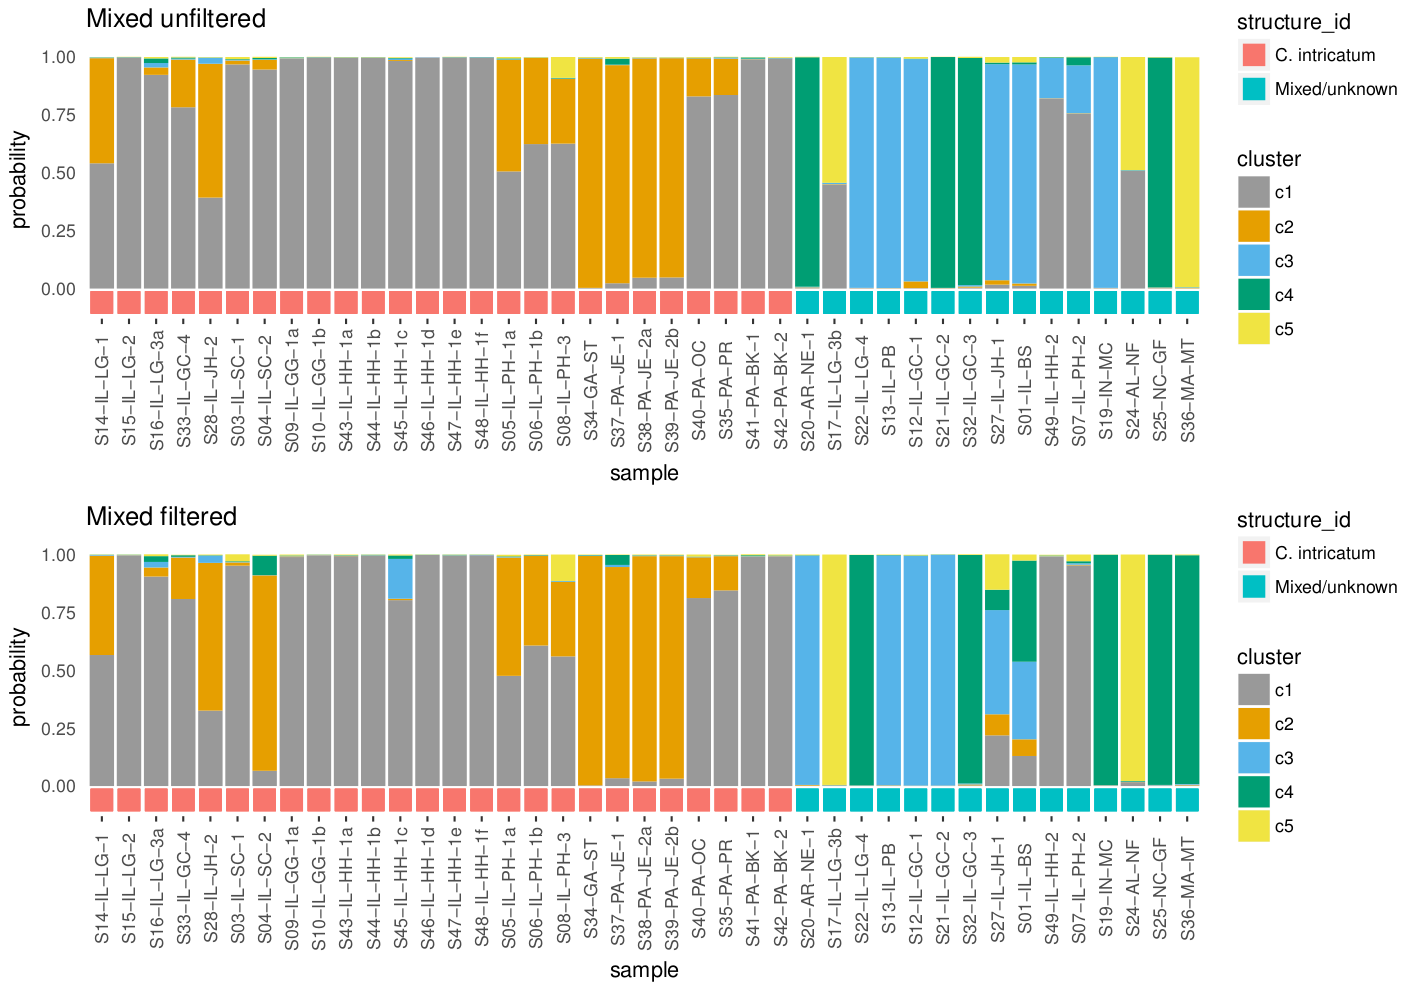 Mixed unfiltered
probability
1.00
0.75
0.50
0.25
0.00
S14−IL−LG−1
S15−IL−LG−2
S16−IL−LG−3a
S33−IL−GC−4
S28−IL−JH−2
S03−IL−SC−1
S04−IL−SC−2
S09−IL−GG−1a
S10−IL−GG−1b
S43−IL−HH−1a
S44−IL−HH−1b
S45−IL−HH−1c
S46−IL−HH−1d
S47−IL−HH−1e
S48−IL−HH−1f
S05−IL−PH−1a
S06−IL−PH−1b
S08−IL−PH−3
S34−GA−ST
S37−PA−JE−1
S38−PA−JE−2a
S39−PA−JE−2b
S40−PA−OC
S35−PA−PR
S41−PA−BK−1
S42−PA−BK−2
S20−AR−NE−1
S17−IL−LG−3b
S22−IL−LG−4
S13−IL−PB
S12−IL−GC−1
S21−IL−GC−2
S32−IL−GC−3
S27−IL−JH−1
S01−IL−BS
S49−IL−HH−2
S07−IL−PH−2
S19−IN−MC
S24−AL−NF
S25−NC−GF
S36−MA−MT
sample
structure_id
C. intricatum
Mixed/unknown
cluster
c1
c2
c3
c4
c5
Mixed filtered
probability
1.00
0.75
0.50
0.25
0.00
S14−IL−LG−1
S15−IL−LG−2
S16−IL−LG−3a
S33−IL−GC−4
S28−IL−JH−2
S03−IL−SC−1
S04−IL−SC−2
S09−IL−GG−1a
S10−IL−GG−1b
S43−IL−HH−1a
S44−IL−HH−1b
S45−IL−HH−1c
S46−IL−HH−1d
S47−IL−HH−1e
S48−IL−HH−1f
S05−IL−PH−1a
S06−IL−PH−1b
S08−IL−PH−3
S34−GA−ST
S37−PA−JE−1
S38−PA−JE−2a
S39−PA−JE−2b
S40−PA−OC
S35−PA−PR
S41−PA−BK−1
S42−PA−BK−2
S20−AR−NE−1
S17−IL−LG−3b
S22−IL−LG−4
S13−IL−PB
S12−IL−GC−1
S21−IL−GC−2
S32−IL−GC−3
S27−IL−JH−1
S01−IL−BS
S49−IL−HH−2
S07−IL−PH−2
S19−IN−MC
S24−AL−NF
S25−NC−GF
S36−MA−MT
sample
structure_id
C. intricatum
Mixed/unknown
cluster
c1
c2
c3
c4
c5